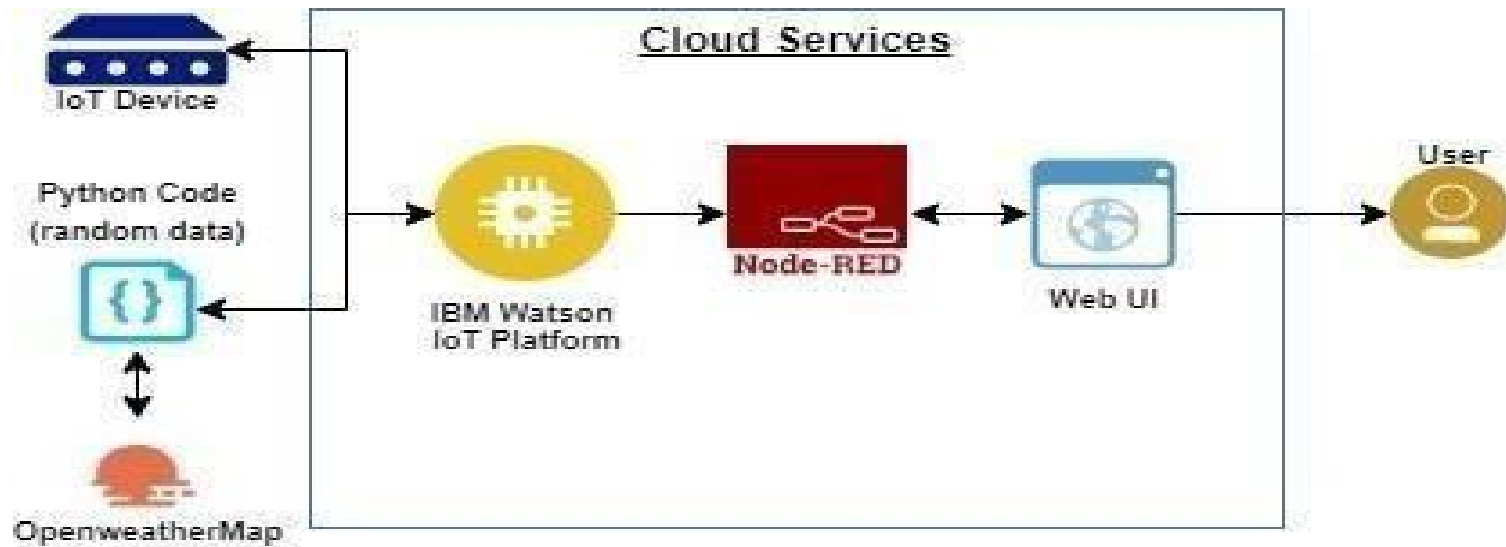 Cloud Services
IoT Device
Python Code
(random data)
User
Node-RED
Web UI
IBM Watson
IoT Platform
OpenweatherMap